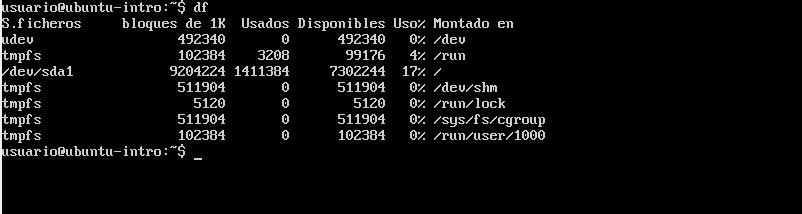 usuario@ubuntu-intro:~$ df
S.ficheros     bloques de 1K  Usados Disponibles Uso% Montado en
udev                  492340       0      492340   0% /dev
tmpfs                 102384    3208       99176   4% /run
/dev/sda1            9204224 1411384     7302244  17% /
tmpfs                 511904       0      511904   0% /dev/shm
tmpfs                   5120       0        5120   0% /run/lock
tmpfs                 511904       0      511904   0% /sys/fs/cgroup
tmpfs                 102384       0      102384   0% /run/user/1000
usuario@ubuntu-intro:~$ _